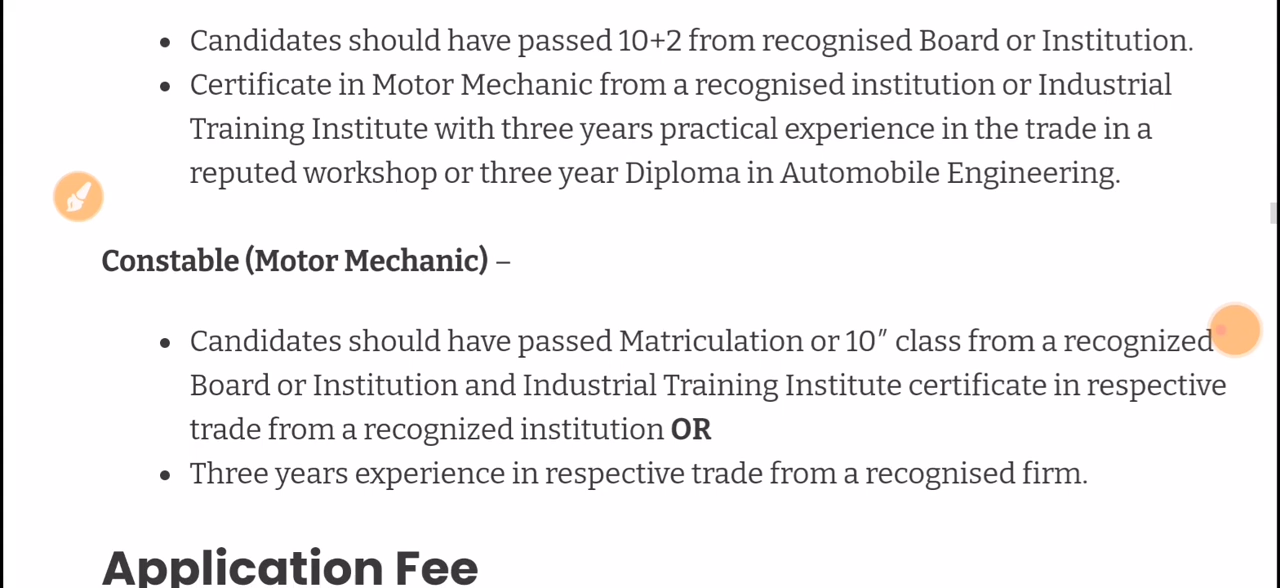 • Candidates should have passed 10+2 from recognised Board or Institution.
• Certificate in Motor Mechanic from a recognised institution or Industrial
Training Institute with three years practical experience in the trade in a
reputed workshop or three year Diploma in Automobile Engineering.
Constable (Motor Mechanic) –
• Candidates should have passed Matriculation or 10″ class from a recognized
Board or Institution and Industrial Training Institute certificate in respective
trade from a recognized institution OR
• Three years experience in respective trade from a recognised firm.
Application Fee